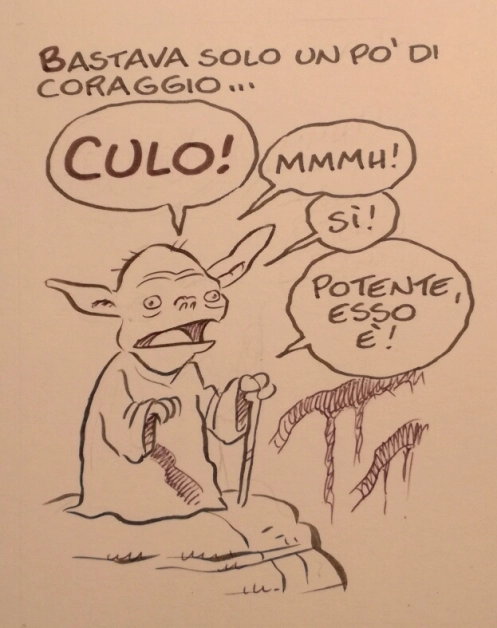 BASTAVA SOLO UN PO' DI
CORAGGIO...
CULO!
MMMH!
SÌ!
POTENTE,
ESSO
È!